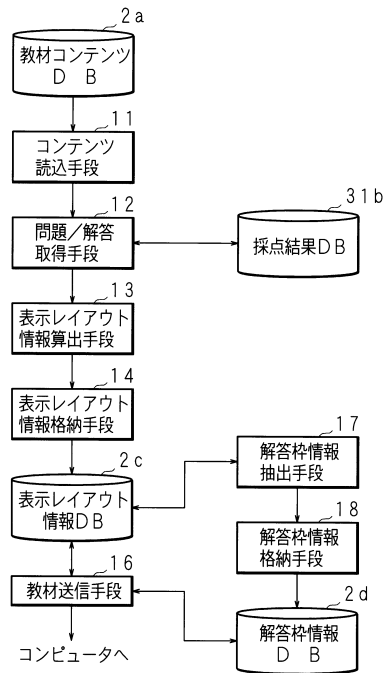 2a
教材コンテンツ
D B
11
コンテンツ
読込手段
12
問題／解答
取得手段
31b
採点結果DB
13
表示レイアウト
情報算出手段
14
表示レイアウト
情報格納手段
2c
表示レイアウト
情報DB
17
解答枠情報
抽出手段
18
解答枠情報
格納手段
16
教材送信手段
2d
解答枠情報
D B
コンピュータへ